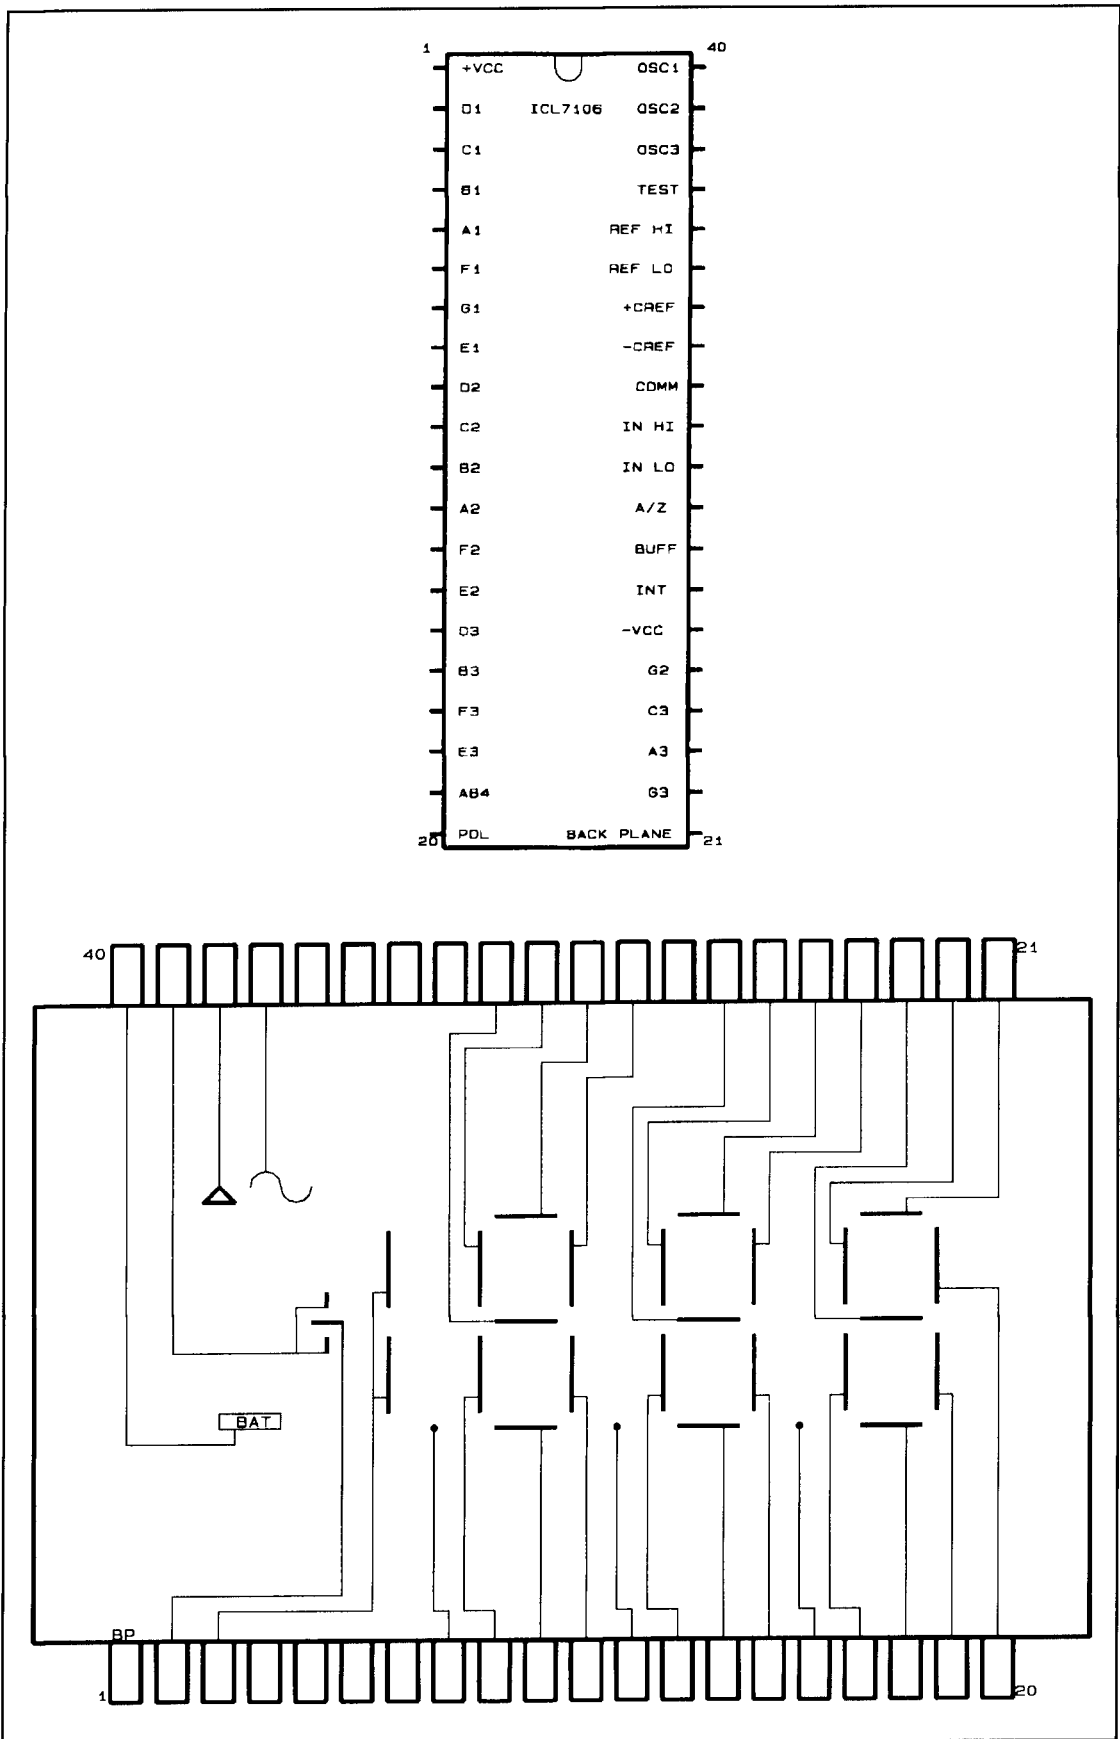 1 40
+VCC OSC1
D1 ICL7106 OSC2
C1 OSC3
B1 TEST
A1 REF HI
F1 REF LO
G1 +CREF
E1 -CREF
D2 COMM
C2 IN HI
B2 IN LO
A2 A/Z
F2 BUFF
E2 INT
D3 -VCC
B3 G2
F3 C3
E3 A3
AB4 G3
20 POL BACK PLANE 21
40 21
BAT
BP
1 20